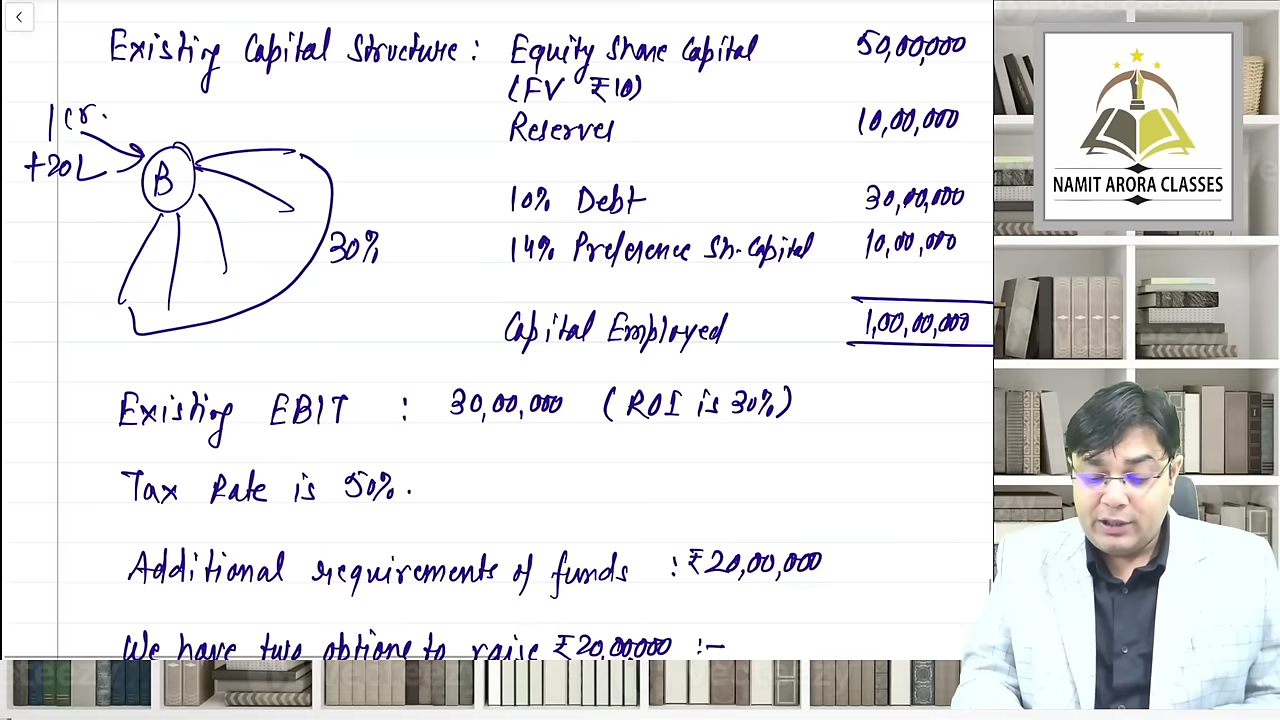 Existing Capital Structure : Equity Share Capital 50,00,000
(FV ₹10)
Reserves 10,00,000
1 cr.
+20L
B
30%
10% Debt 30,00,000
14% Preference Sh. Capital 10,00,000
Capital Employed 1,00,00,000
Existing EBIT : 30,00,000 (ROI is 30%)
Tax Rate is 50%.
Additional requirements of funds : ₹20,00,000
We have two options to raise ₹20,00000 :-
NAMIT ARORA CLASSES